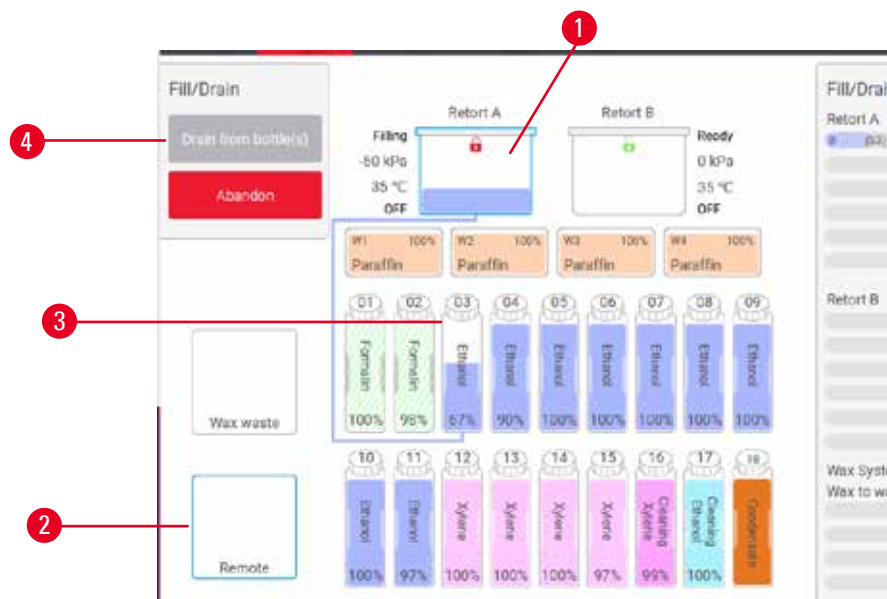 1
Fill/Drain
Drain from bottle(s)
Abandon
4
Retort A
Retort B
Filling
-60 kPa
35 °C
OFF
Ready
0 kPa
35 °C
OFF
W1 100%
Paraffin
W2 100%
Paraffin
W3 100%
Paraffin
W4 100%
Paraffin
3
01 02 03 04 05 06 07 08 09
Formalin Formalin Ethanol Ethanol Ethanol Ethanol Ethanol Ethanol Ethanol
100% 98% 67% 90% 100% 100% 100% 100% 100%
Wax waste
10 11 12 13 14 15 16 17 18
Ethanol Ethanol Xylene Xylene Xylene Xylene Cleaning Xylene Cleaning Ethanol Condensate
100% 97% 100% 100% 100% 97% 99% 100%
2
Remote
Fill/Drai
Retort A
Retort B
Wax Syst
Wax to wa